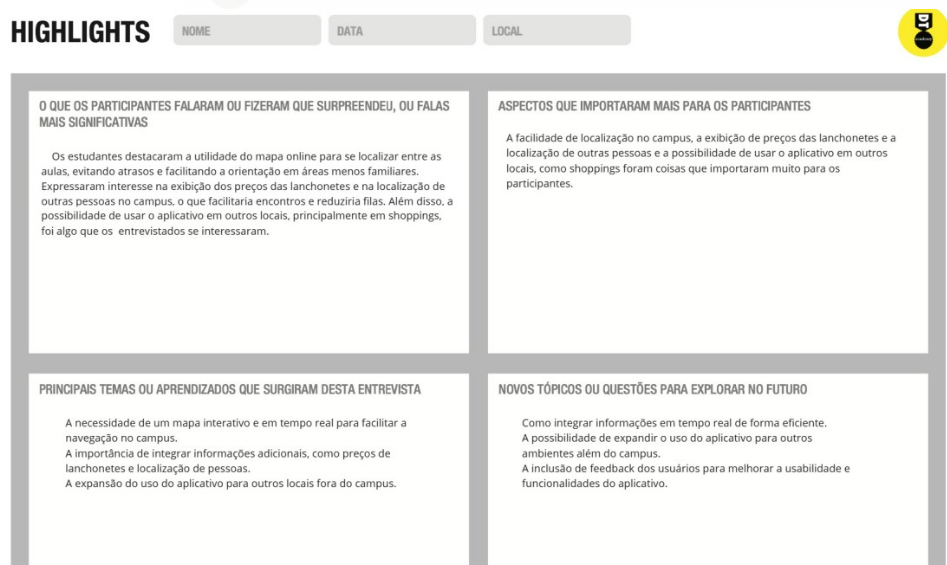 HIGHLIGHTS
NOME
DATA
LOCAL
DT
O QUE OS PARTICIPANTES FALARAM OU FIZERAM QUE SURPREENDEU, OU FALAS
MAIS SIGNIFICATIVAS
Os estudantes destacaram a utilidade do mapa online para se localizar entre as
aulas, evitando atrasos e facilitando a orientação em áreas menos familiares.
Expressaram interesse na exibição dos preços das lanchonetes e na localização de
outras pessoas no campus, o que facilitaria encontros e reduziria filas. Além disso, a
possibilidade de usar o aplicativo em outros locais, principalmente em shoppings,
foi algo que os entrevistados se interessaram.
ASPECTOS QUE IMPORTARAM MAIS PARA OS PARTICIPANTES
A facilidade de localização no campus, a exibição de preços das lanchonetes e a
localização de outras pessoas e a possibilidade de usar o aplicativo em outros
locais, como shoppings foram coisas que importaram muito para os
participantes.
PRINCIPAIS TEMAS OU APRENDIZADOS QUE SURGIRAM DESTA ENTREVISTA
A necessidade de um mapa interativo e em tempo real para facilitar a
navegação no campus.
A importância de integrar informações adicionais, como preços de
lanchonetes e localização de pessoas.
A expansão do uso do aplicativo para outros locais fora do campus.
NOVOS TÓPICOS OU QUESTÕES PARA EXPLORAR NO FUTURO
Como integrar informações em tempo real de forma eficiente.
A possibilidade de expandir o uso do aplicativo para outros
ambientes além do campus.
A inclusão de feedback dos usuários para melhorar a usabilidade e
funcionalidades do aplicativo.